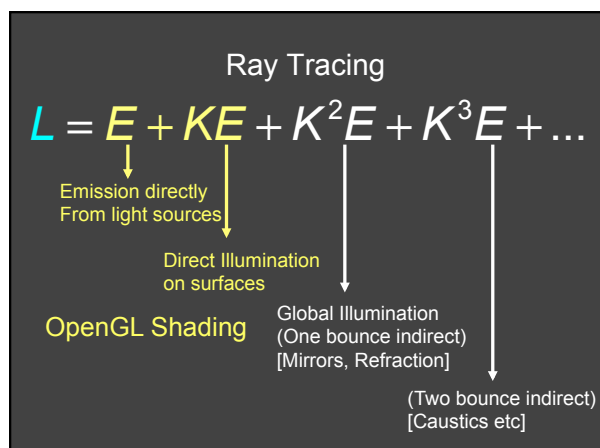 Ray Tracing
L = E + KE + K²E + K³E + ...
Emission directly
From light sources
Direct Illumination
on surfaces
OpenGL Shading
Global Illumination
(One bounce indirect)
[Mirrors, Refraction]
(Two bounce indirect)
[Caustics etc]